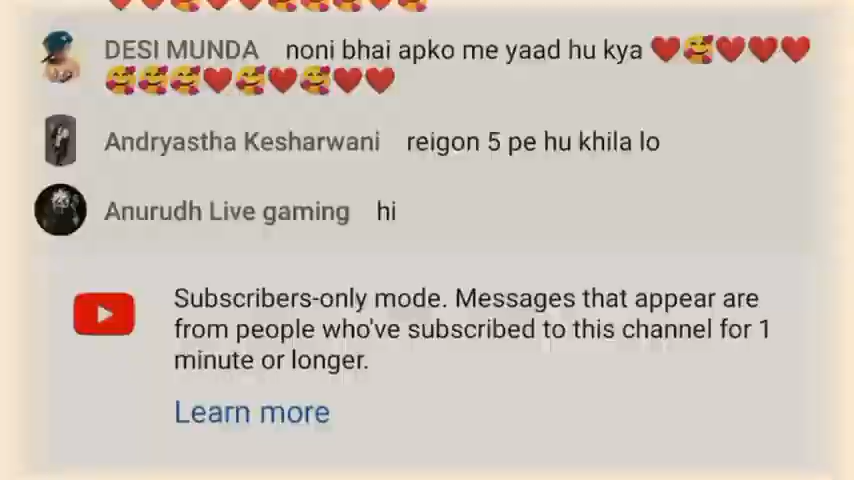 DESI MUNDA noni bhai apko me yaad hu kya ❤️🥰❤️❤️❤️
🥰🥰🥰❤️🥰❤️🥰❤️❤️
Andryastha Kesharwani reigon 5 pe hu khila lo
Anurudh Live gaming hi
Subscribers-only mode. Messages that appear are
from people who've subscribed to this channel for 1
minute or longer.
Learn more